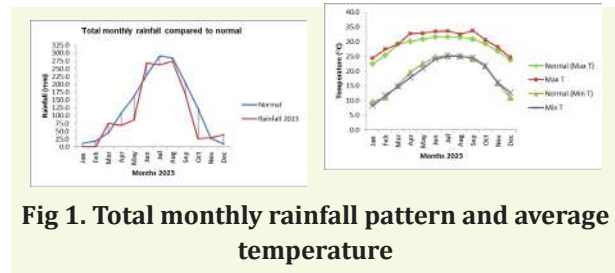 Total monthly rainfall compared to normal
Rainfall (mm)
325.0
300.0
275.0
250.0
225.0
200.0
175.0
150.0
125.0
100.0
75.0
50.0
25.0
0.0
Jan
Feb
Mar
Apr
May
Jun
Jul
Aug
Sep
Oct
Nov
Dec
Months 2023
Normal
Rainfall 2023
Temperature (°C)
40.0
35.0
30.0
25.0
20.0
15.0
10.0
5.0
0.0
Jan
Feb
Mar
Apr
May
Jun
Jul
Aug
Sep
Oct
Nov
Dec
Months 2023
Normal (Max T)
Max T
Normal (Min T)
Min T
Fig 1. Total monthly rainfall pattern and average
temperature